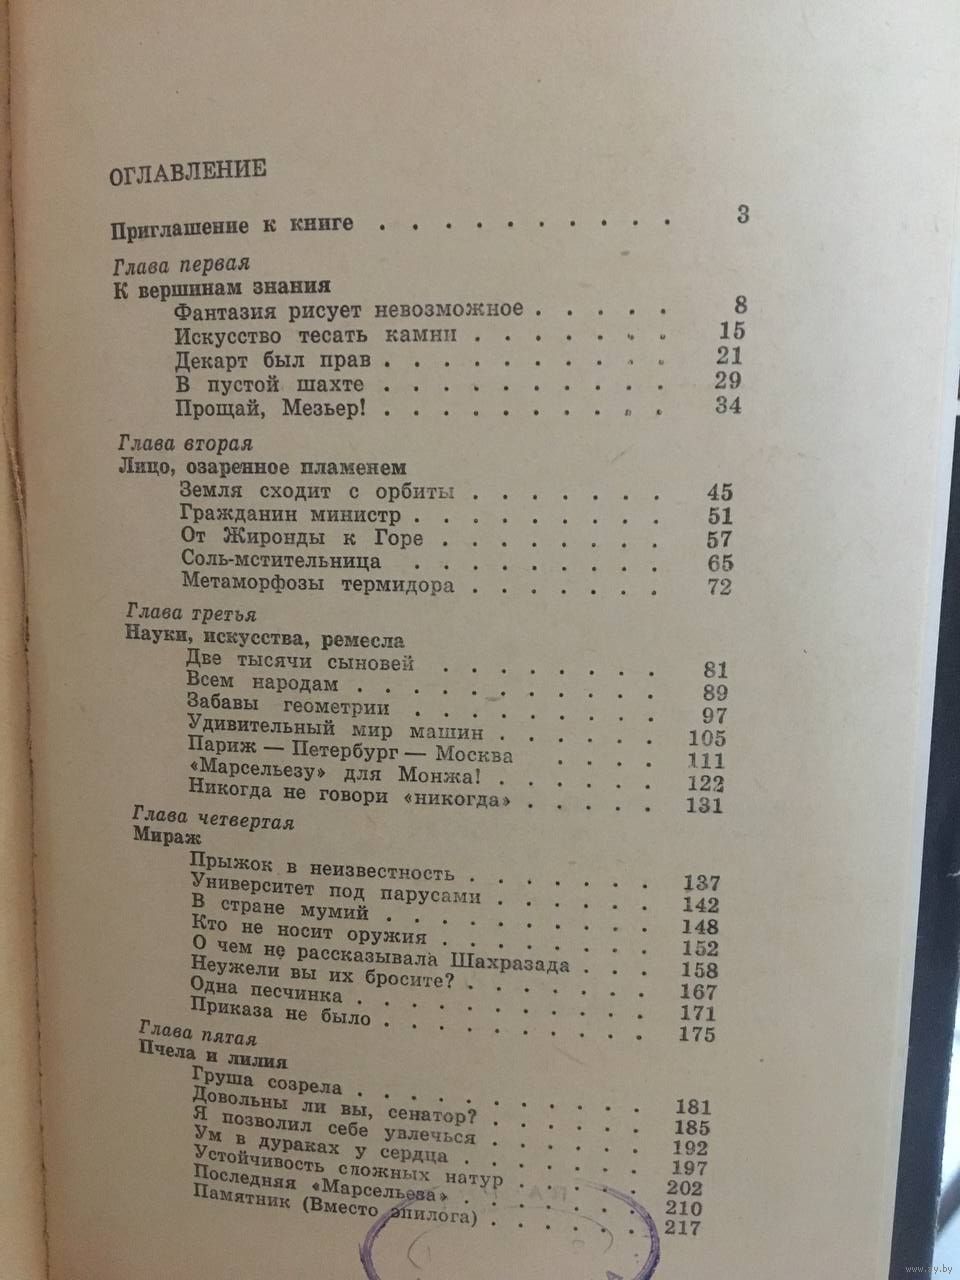 ОГЛАВЛЕНИЕ
Приглашение к книге . . . . . . . . . . 3
Глава первая
К вершинам знания
Фантазия рисует невозможное . . . . . 8
Искусство тесать камни . . . . . . . 15
Декарт был прав . . . . . . . . . . 21
В пустой шахте . . . . . . . . . . 29
Прощай, Мезьер! . . . . . . . . . . 34
Глава вторая
Лицо, озаренное пламенем
Земля сходит с орбиты . . . . . . . 45
Гражданин министр . . . . . . . . . 51
От Жиронды к Горе . . . . . . . . 57
Соль-мстительница . . . . . . . . . 65
Метаморфозы термидора . . . . . . . 72
Глава третья
Науки, искусства, ремесла
Две тысячи сыновей . . . . . . . . 81
Всем народам . . . . . . . . . . . 89
Забавы геометрии . . . . . . . . . 97
Удивительный мир машин . . . . . . 105
Париж — Петербург — Москва . . . . 111
«Марсельезу» для Монжа! . . . . . . 122
Никогда не говори «никогда» . . . . . 131
Глава четвертая
Мираж
Прыжок в неизвестность . . . . . . . 137
Университет под парусами . . . . . . 142
В стране мумий . . . . . . . . . . 148
Кто не носит оружия . . . . . . . . 152
О чем не рассказывала Шахразада . . . 158
Неужели вы их бросите? . . . . . . . 167
Одна песчинка . . . . . . . . . . . 171
Приказа не было . . . . . . . . . . 175
Глава пятая
Пчела и лилия
Груша созрела . . . . . . . . . . . 181
Довольны ли вы, сенатор? . . . . . . 185
Я позволил себе увлечься . . . . . . 192
Ум в дураках у сердца . . . . . . . 197
Устойчивость сложных натур . . . . . 202
Последняя «Марсельеза» . . . . . . . 210
Памятник (Вместо эпилога) . . . . . . 217
www.ay.by